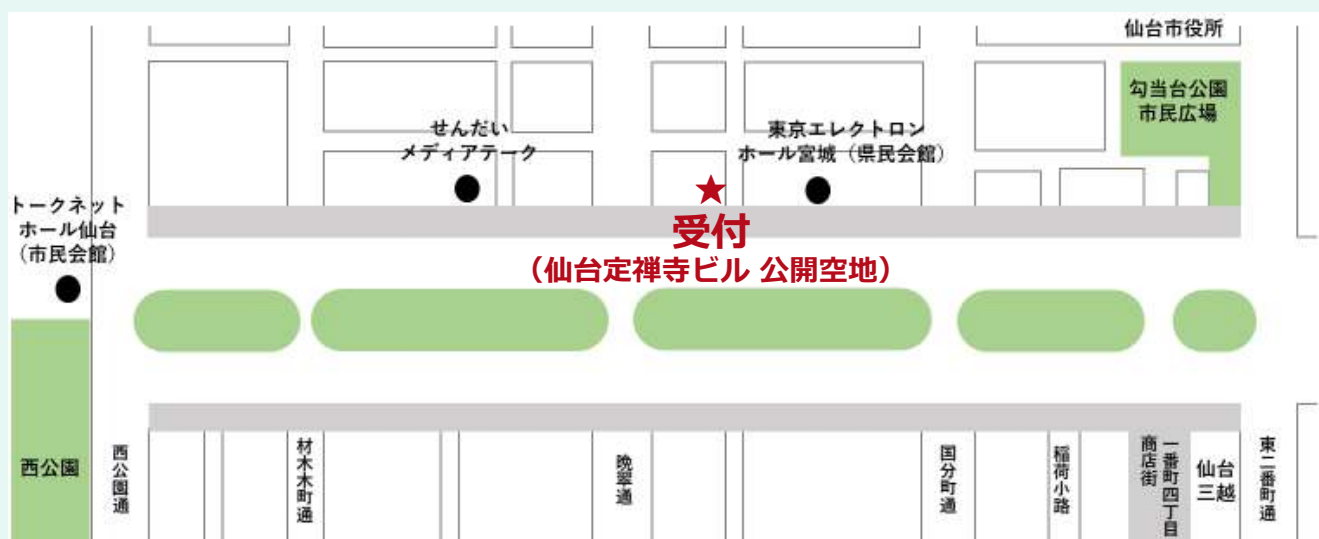 仙台市役所
勾当台公園
市民広場
せんだい
メディアテーク
東京エレクトロン
ホール宮城（県民会館）
トークネット
ホール仙台
（市民会館）
受付
（仙台定禅寺ビル 公開空地）
西公園
西公園通
材木木町通
晩翠通
国分町通
稲荷小路
一番町四丁目
商店街
仙台
三越
東二番町通